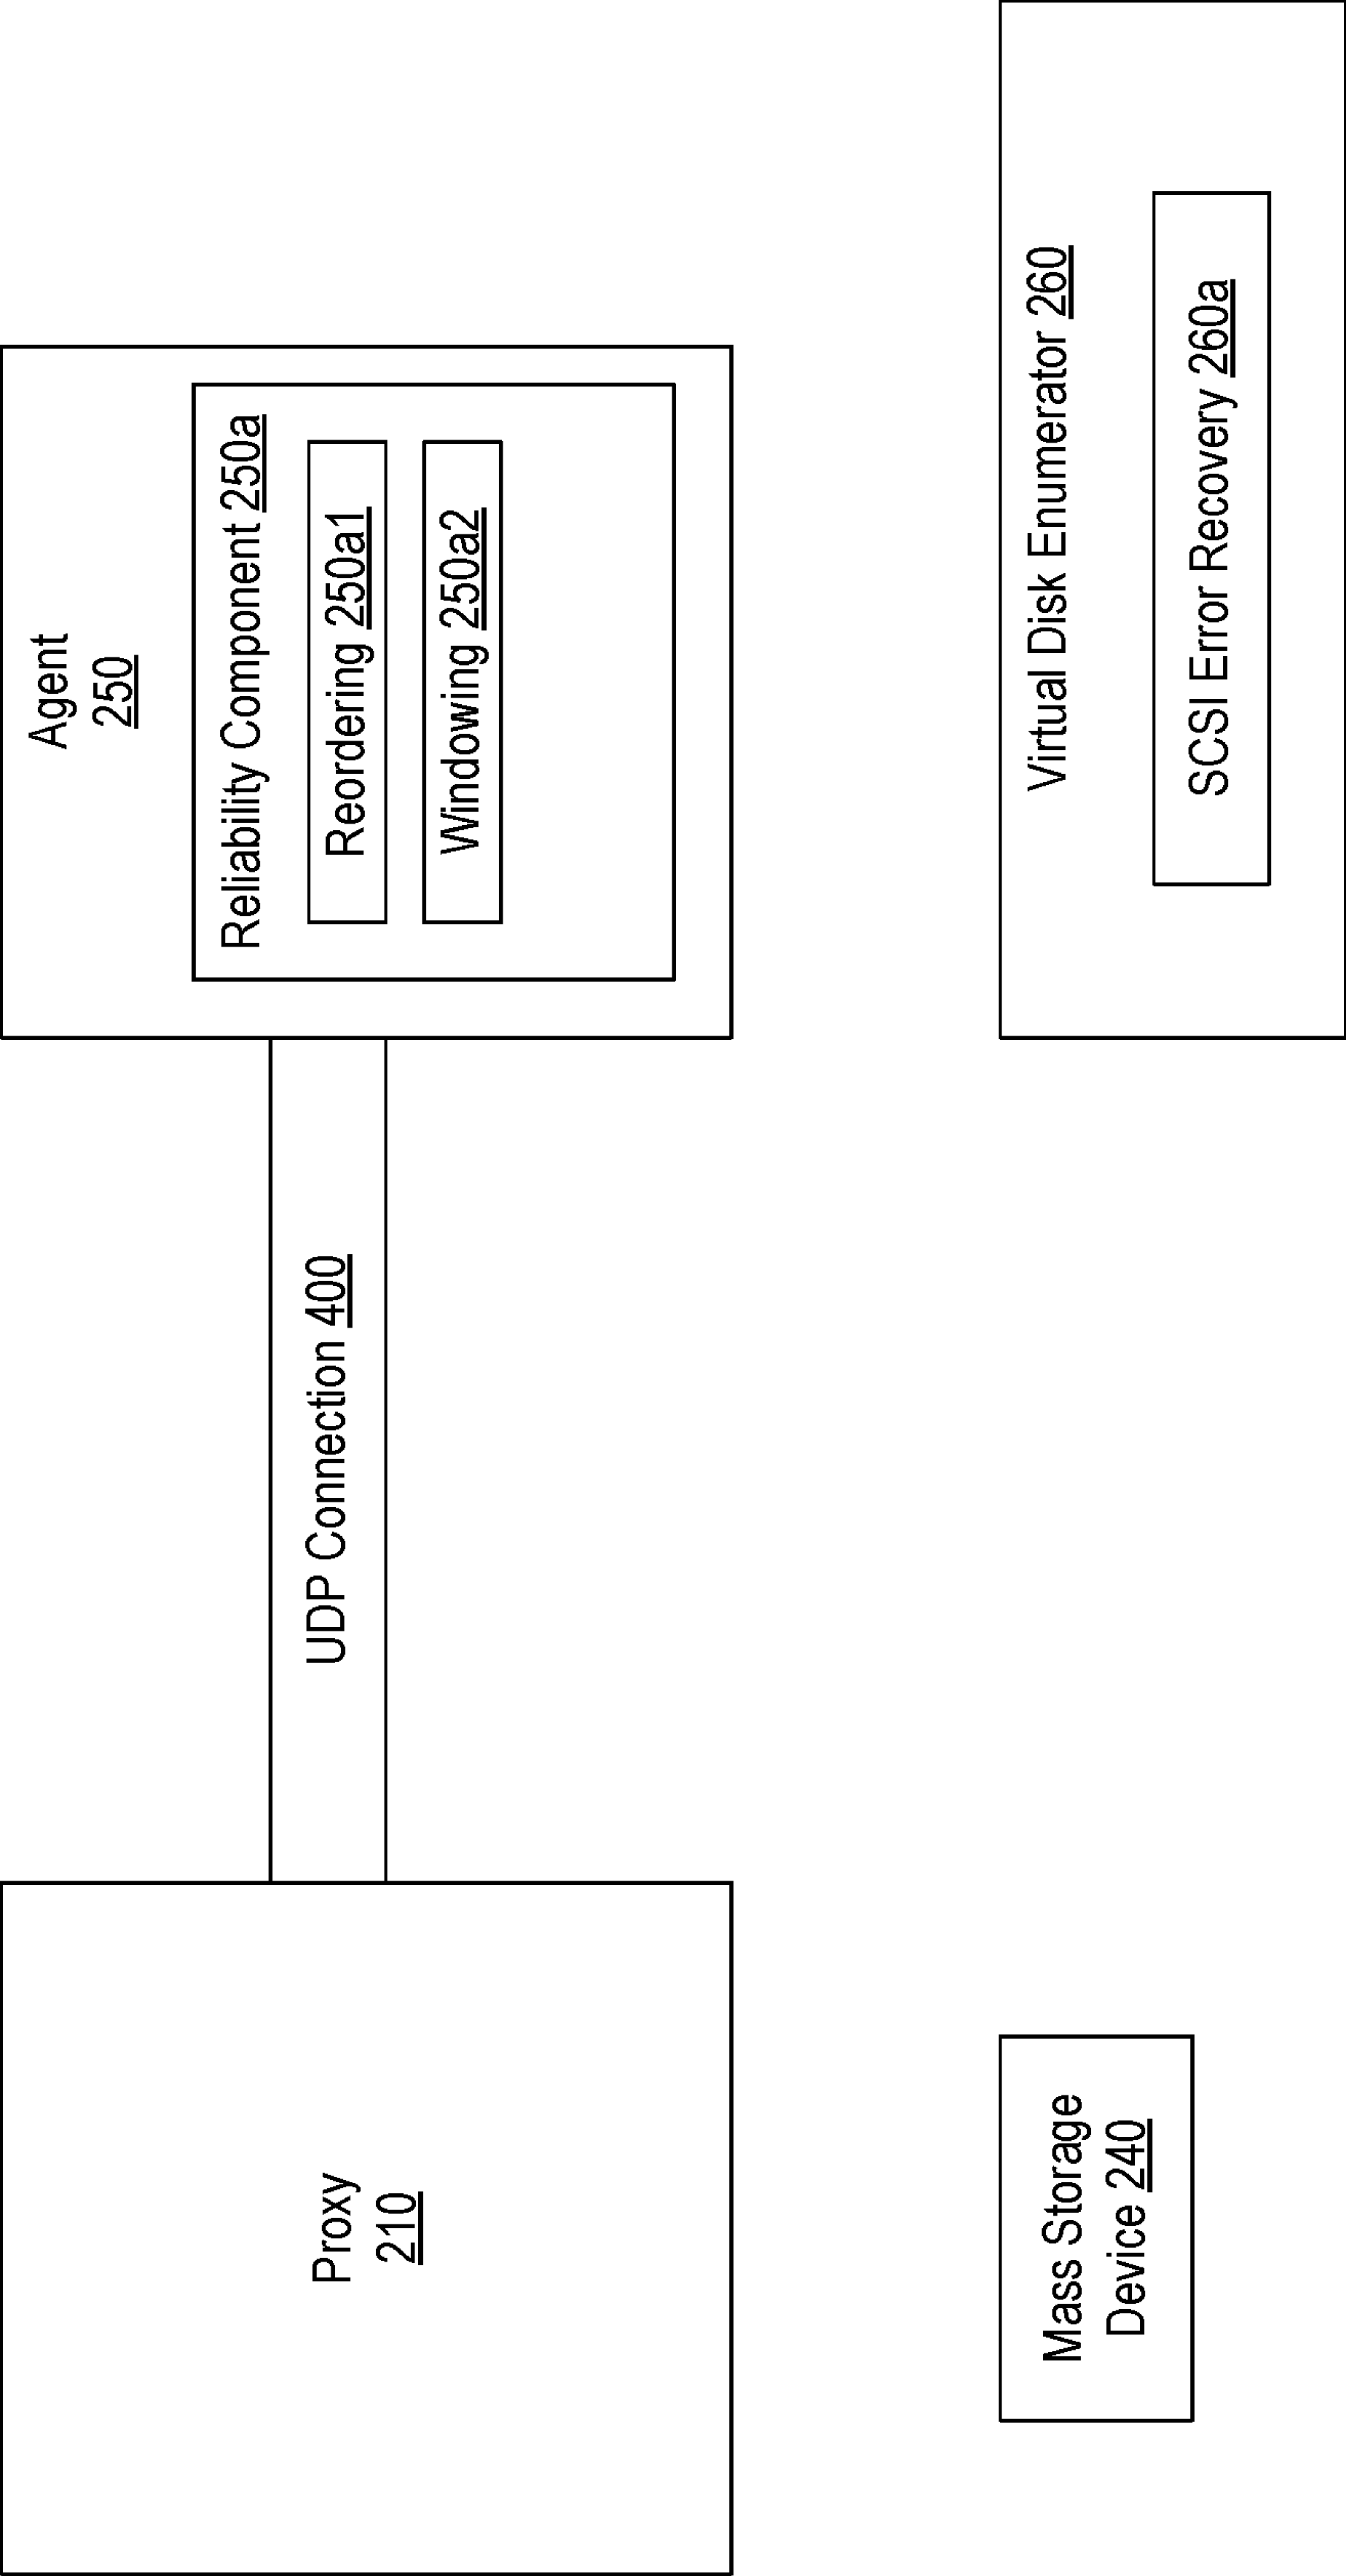 Proxy
210
UDP Connection 400
Agent
250
Reliability Component 250a
Reordering 250a1
Windowing 250a2
Mass Storage
Device 240
Virtual Disk Enumerator 260
SCSI Error Recovery 260a